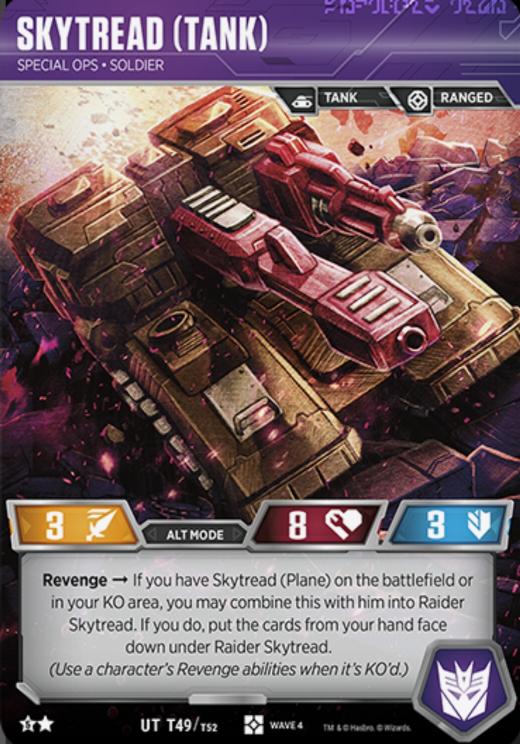 SKYTREAD (TANK)
SPECIAL OPS • SOLDIER
TANK
RANGED
3
ALT MODE
8
3
Revenge → If you have Skytread (Plane) on the battlefield or
in your KO area, you may combine this with him into Raider
Skytread. If you do, put the cards from your hand face
down under Raider Skytread.
(Use a character's Revenge abilities when it's KO'd.)
UT T49/T52
WAVE 4
TM & © Hasbro. © Wizards.